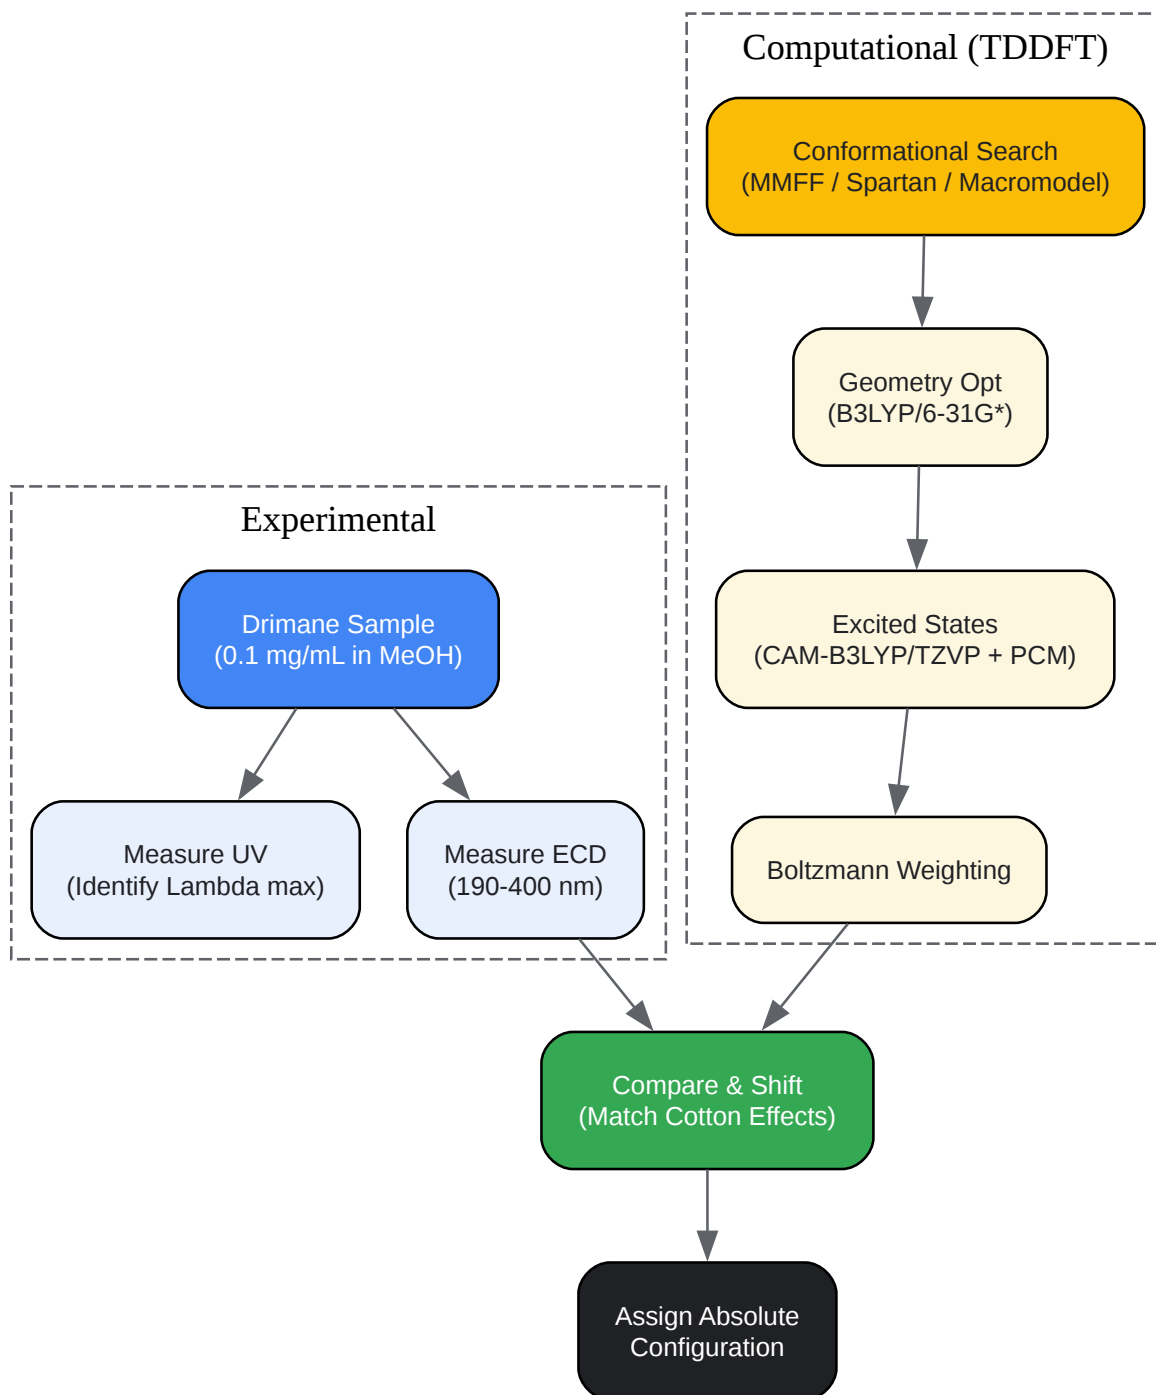 Computational (TDDFT)
Conformational Search
(MMFF / Spartan / Macromodel)
Geometry Opt
(B3LYP/6-31G*)
Excited States
(CAM-B3LYP/TZVP + PCM)
Boltzmann Weighting
Experimental
Drimane Sample
(0.1 mg/mL in MeOH)
Measure UV
(Identify Lambda max)
Measure ECD
(190-400 nm)
Compare & Shift
(Match Cotton Effects)
Assign Absolute
Configuration